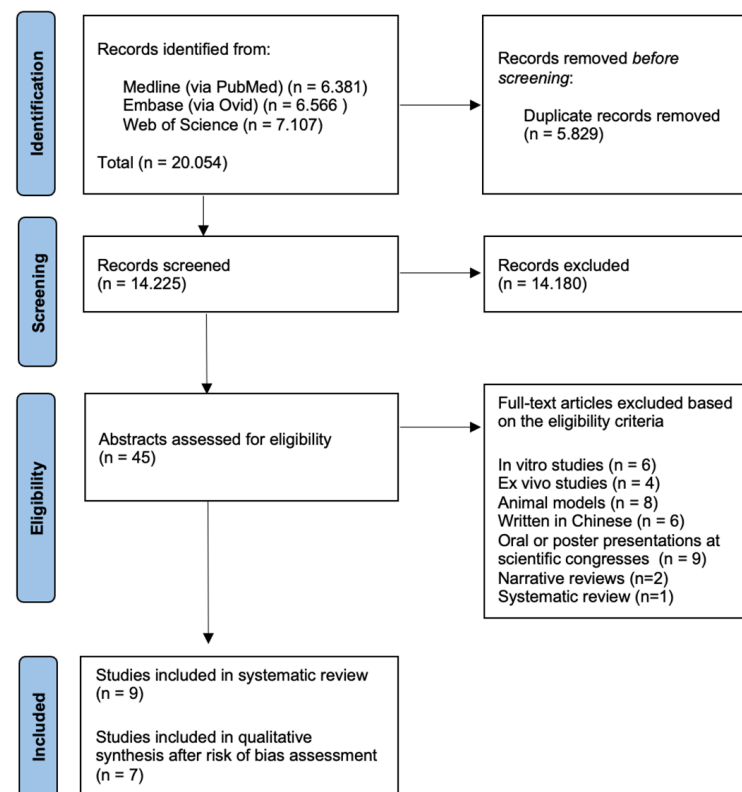 Identification
Records identified from:
Medline (via PubMed) (n = 6.381)
Embase (via Ovid) (n = 6.566 )
Web of Science (n = 7.107)
Total (n = 20.054)
Records removed before
screening:
Duplicate records removed
(n = 5.829)
Screening
Records screened
(n = 14.225)
Records excluded
(n = 14.180)
Eligibility
Abstracts assessed for eligibility
(n = 45)
Full-text articles excluded based
on the eligibility criteria
In vitro studies (n = 6)
Ex vivo studies (n = 4)
Animal models (n = 8)
Written in Chinese (n = 6)
Oral or poster presentations at
scientific congresses (n = 9)
Narrative reviews (n=2)
Systematic review (n=1)
Included
Studies included in systematic review
(n = 9)
Studies included in qualitative
synthesis after risk of bias assessment
(n = 7)